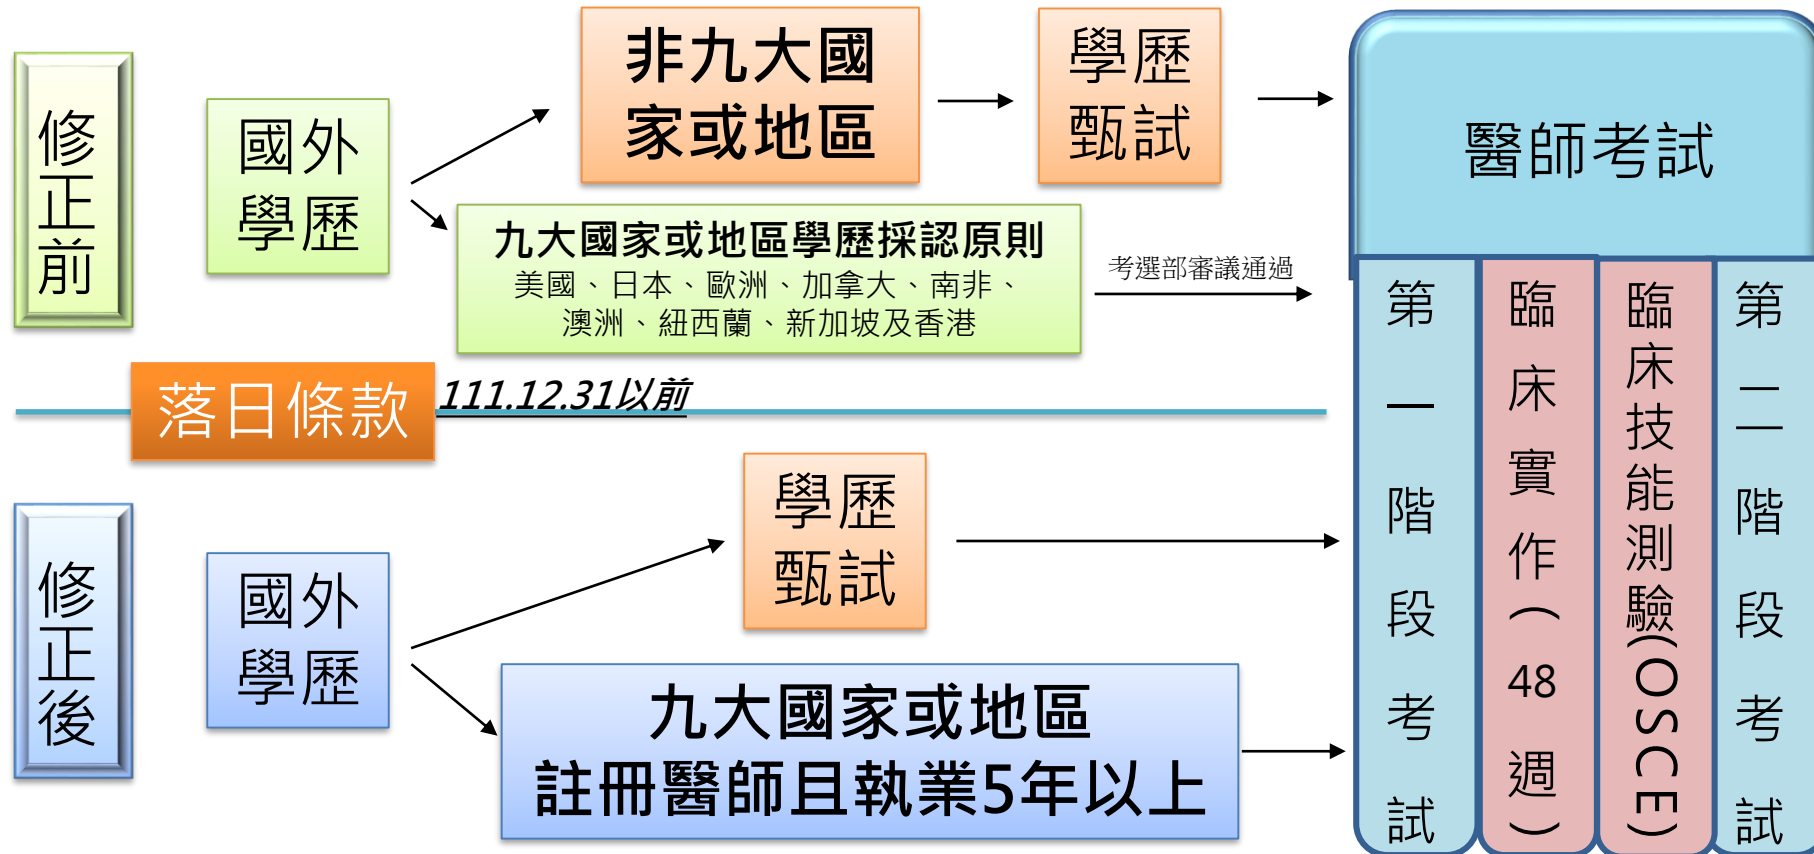 修正前
國外
學歷
非九大國
家或地區
學歷
甄試
九大國家或地區學歷採認原則
美國、日本、歐洲、加拿大、南非、
澳洲、紐西蘭、新加坡及香港
考選部審議通過
醫師考試
第一階段考試
臨床實作(48週)
臨床技能測驗(OSCE)
第二階段考試
落日條款
111.12.31以前
修正後
國外
學歷
學歷
甄試
九大國家或地區
註冊醫師且執業5年以上